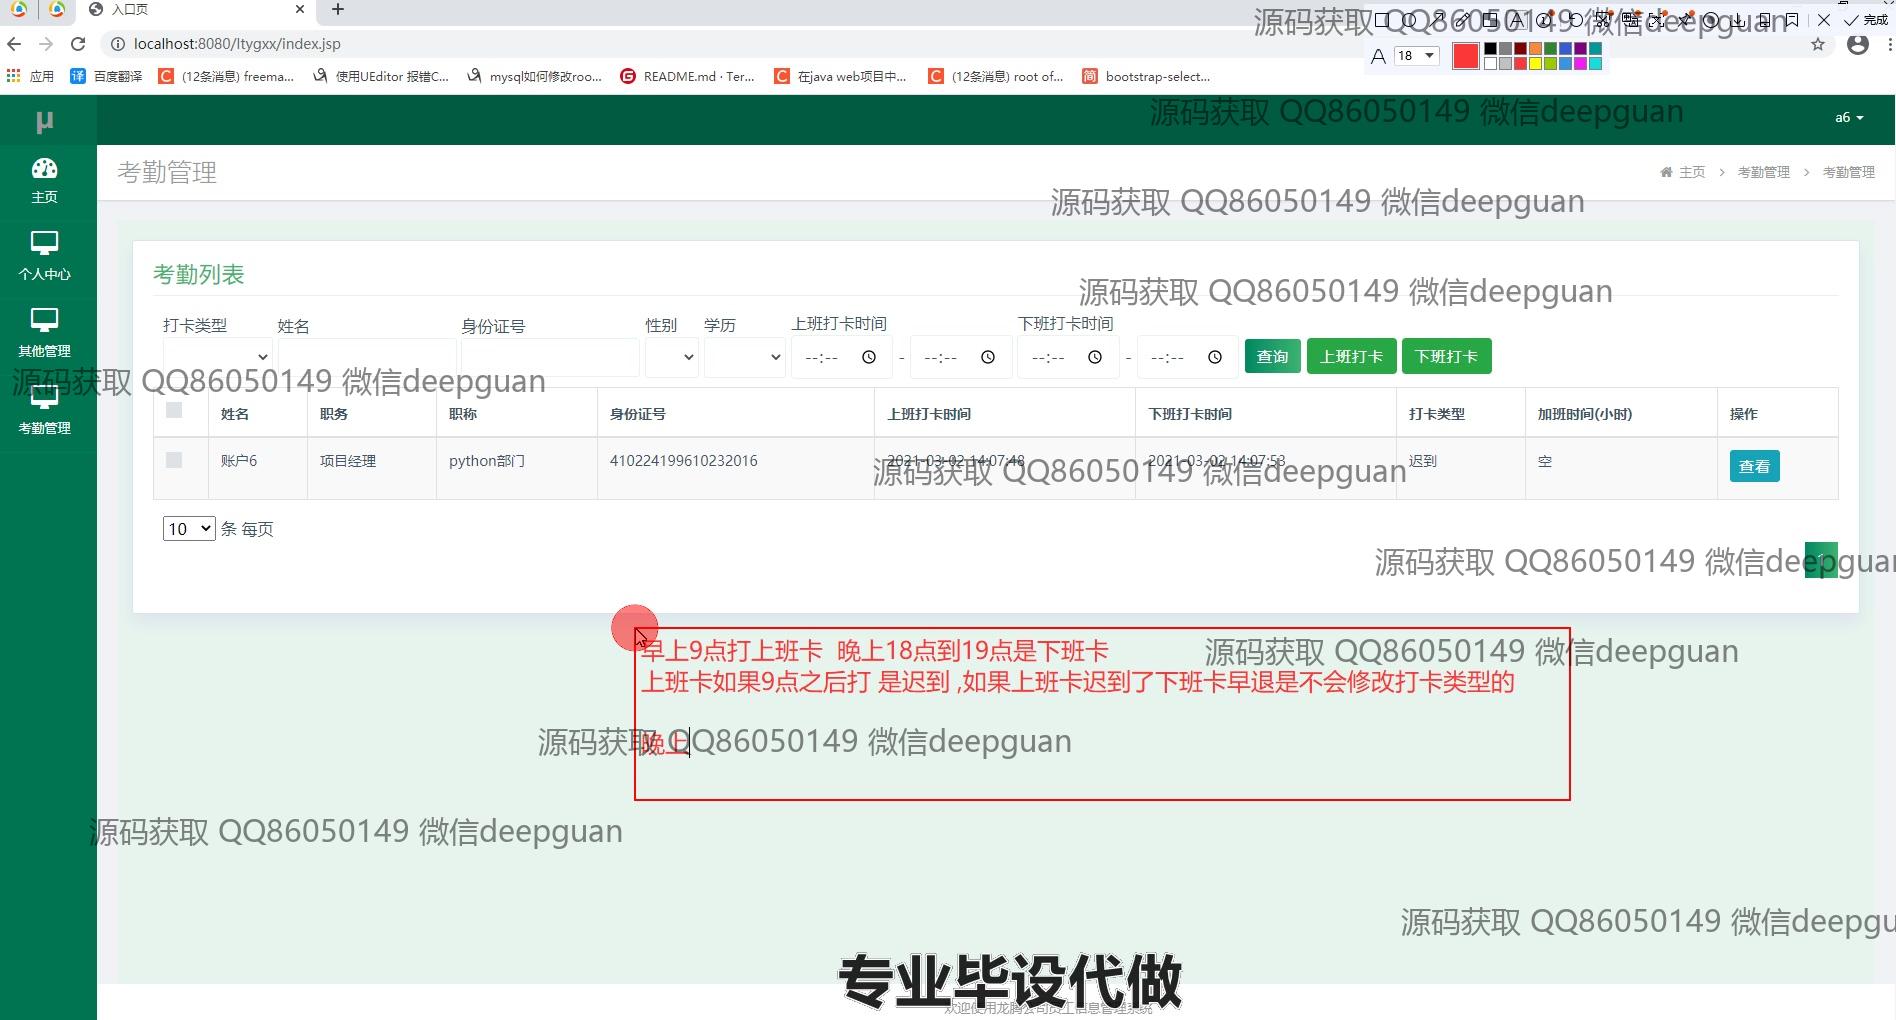 入口页
源码获取 QQ86050149 微信deepguan
完成
localhost:8080/ltygxx/index.jsp
A 18
应用 百度翻译 (12条消息) freema... 使用UEditor 报错C... mysql如何修改roo... README.md · Ter... 在java web项目中... (12条消息) root of... bootstrap-select...
μ
源码获取 QQ86050149 微信deepguan
a6
主页
考勤管理
主页 > 考勤管理 > 考勤管理
源码获取 QQ86050149 微信deepguan
个人中心
考勤列表
源码获取 QQ86050149 微信deepguan
其他管理
打卡类型 姓名 身份证号 性别 学历 上班打卡时间 下班打卡时间
--:-- - --:-- --:-- - --:-- 查询 上班打卡 下班打卡
源码获取 QQ86050149 微信deepguan
考勤管理
姓名 职务 职称 身份证号 上班打卡时间 下班打卡时间 打卡类型 加班时间(小时) 操作
账户6 项目经理 python部门 410224199610232016 2021-03-02 14:07:48 2021-03-02 14:07:53 迟到 空 查看
源码获取 QQ86050149 微信deepguan
10 条 每页
源码获取 QQ86050149 微信deepguan
1
早上9点打上班卡 晚上18点到19点是下班卡
源码获取 QQ86050149 微信deepguan
上班卡如果9点之后打 是迟到 ,如果上班卡迟到了下班卡早退是不会修改打卡类型的
晚上
源码获取 QQ86050149 微信deepguan
源码获取 QQ86050149 微信deepguan
源码获取 QQ86050149 微信deepgu
专业毕设代做
欢迎使用龙腾公司员工信息管理系统